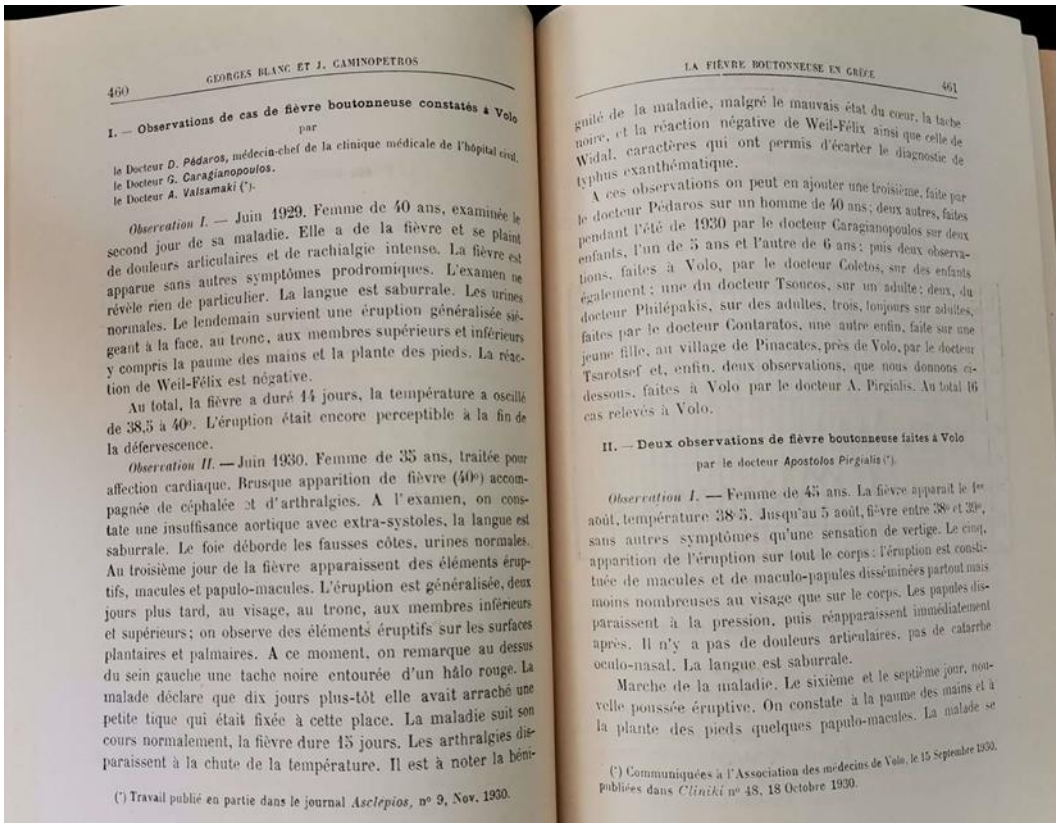 460
GEORGES BLANC ET J. CAMINOPETROS
I. — Observations de cas de fièvre boutonneuse constatés à Volo
par
le Docteur D. Pédaros, médecin-chef de la clinique médicale de l'hôpital civil,
le Docteur G. Caragianopoulos.
le Docteur A. Valsamaki (*).
Observation I. — Juin 1929. Femme de 40 ans, examinée le
second jour de sa maladie. Elle a de la fièvre et se plaint
de douleurs articulaires et de rachialgie intense. La fièvre est
apparue sans autres symptômes prodromiques. L'examen ne
révèle rien de particulier. La langue est saburrale. Les urines
normales. Le lendemain survient une éruption généralisée sié-
geant à la face, au tronc, aux membres supérieurs et inférieurs
y compris la paume des mains et la plante des pieds. La réac-
tion de Weil-Félix est négative.
Au total, la fièvre a duré 14 jours, la température a oscillé
de 38,5 à 40º. L'éruption était encore perceptible à la fin de
la défervescence.
Observation II. — Juin 1930. Femme de 35 ans, traitée pour
affection cardiaque. Brusque apparition de fièvre (40º) accom-
pagnée de céphalée et d'arthralgies. A l'examen, on cons-
tate une insuffisance aortique avec extra-systoles, la langue est
saburrale. Le foie déborde les fausses côtes, urines normales.
Au troisième jour de la fièvre apparaissent des éléments érup-
tifs, macules et papulo-macules. L'éruption est généralisée, deux
jours plus tard, au visage, au tronc, aux membres inférieurs
et supérieurs; on observe des éléments éruptifs sur les surfaces
plantaires et palmaires. A ce moment, on remarque au dessus
du sein gauche une tache noire entourée d'un hâlo rouge. La
malade déclare que dix jours plus-tôt elle avait arraché une
petite tique qui était fixée à cette place. La maladie suit son
cours normalement, la fièvre dure 15 jours. Les arthralgies dis-
paraissent à la chute de la température. Il est à noter la béni-
(*) Travail publié en partie dans le journal Asclepios, nº 9, Nov. 1930.
LA FIÈVRE BOUTONNEUSE EN GRÈCE
461
gnité de la maladie, malgré le mauvais état du cœur, la tache
noire, et la réaction négative de Weil-Félix ainsi que celle de
Widal, caractères qui ont permis d'écarter le diagnostic de
typhus exanthématique.
A ces observations on peut en ajouter une troisième, faite par
le docteur Pédaros sur un homme de 40 ans; deux autres, faites
pendant l'été de 1930 par le docteur Caragianopoulos sur deux
enfants, l'un de 5 ans et l'autre de 6 ans; puis deux observa-
tions, faites à Volo, par le docteur Coletos, sur des enfants
également; une du docteur Tsoucos, sur un adulte; deux, du
docteur Philépakis, sur des adultes, trois, toujours sur adultes,
faites par le docteur Contaratos, une autre enfin, faite sur une
jeune fille, au village de Pinacates, près de Volo, par le docteur
Tsarotsef et, enfin, deux observations, que nous donnons ci-
dessous, faites à Volo par le docteur A. Pirgialis. Au total 16
cas relevés à Volo.
II. — Deux observations de fièvre boutonneuse faites à Volo
par le docteur Apostolos Pirgialis (*).
Observation I. — Femme de 45 ans. La fièvre apparait le 1er
août, température 38º5. Jusqu'au 5 août, fièvre entre 38º et 39º,
sans autres symptômes qu'une sensation de vertige. Le cinq,
apparition de l'éruption sur tout le corps; l'éruption est consti-
tuée de macules et de maculo-papules disséminées partout mais
moins nombreuses au visage que sur le corps. Les papules dis-
paraissent à la pression, puis réapparaissent immédiatement
après. Il n'y a pas de douleurs articulaires, pas de catarrhe
oculo-nasal. La langue est saburrale.
Marche de la maladie. Le sixième et le septième jour, nou-
velle poussée éruptive. On constate à la paume des mains et à
la plante des pieds quelques papulo-macules. La malade se
(*) Communiquées à l'Association des médecins de Volo, le 15 Septembre 1930,
publiées dans Cliniki nº 48, 18 Octobre 1930.